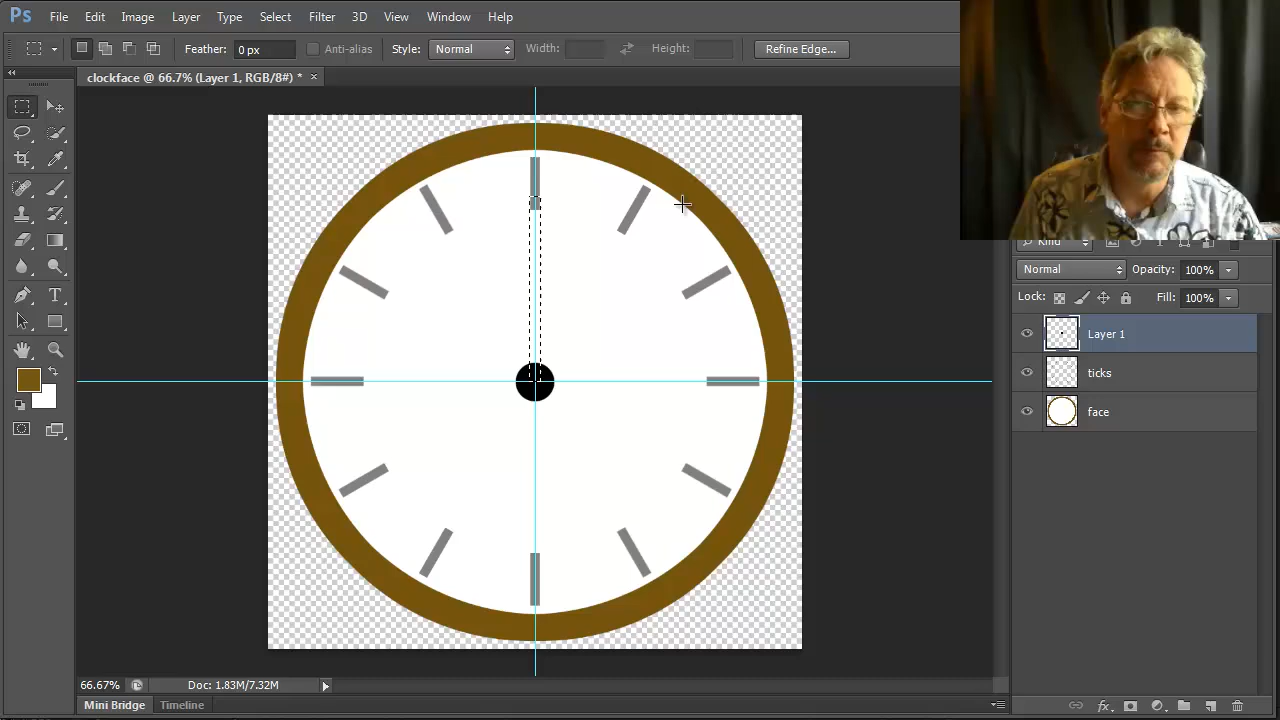 Ps File Edit Image Layer Type Select Filter 3D View Window Help
Feather: 0 px Anti-alias Style: Normal Width: Height: Refine Edge...
clockface @ 66.7% (Layer 1, RGB/8#) * ×
Kind
Normal Opacity: 100%
Lock: Fill: 100%
Layer 1
ticks
face
66.67% Doc: 1.83M/7.32M
Mini Bridge Timeline